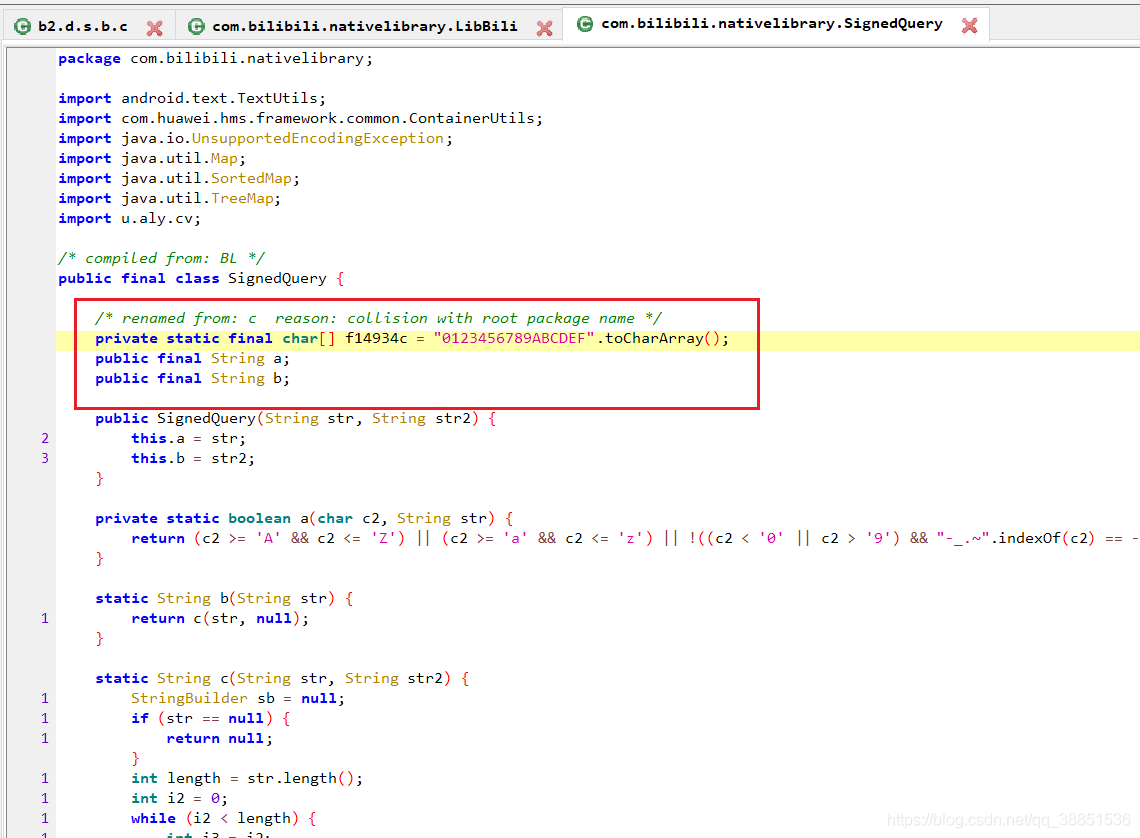 b2.d.s.b.c com.bilibili.nativelibrary.LibBili com.bilibili.nativelibrary.SignedQuery
package com.bilibili.nativelibrary;
import android.text.TextUtils;
import com.huawei.hms.framework.common.ContainerUtils;
import java.io.UnsupportedEncodingException;
import java.util.Map;
import java.util.SortedMap;
import java.util.TreeMap;
import u.aly.cv;
/* compiled from: BL */
public final class SignedQuery {
/* renamed from: c  reason: collision with root package name */
private static final char[] f14934c = "0123456789ABCDEF".toCharArray();
public final String a;
public final String b;
public SignedQuery(String str, String str2) {
2 this.a = str;
3 this.b = str2;
}
private static boolean a(char c2, String str) {
return (c2 >= 'A' && c2 <= 'Z') || (c2 >= 'a' && c2 <= 'z') || !((c2 < '0' || c2 > '9') && "-_.~".indexOf(c2) == -
}
static String b(String str) {
1 return c(str, null);
}
static String c(String str, String str2) {
1 StringBuilder sb = null;
1 if (str == null) {
1 return null;
}
1 int length = str.length();
1 int i2 = 0;
1 while (i2 < length) {
1 int i3 = i2;
https://blog.csdn.net/qq_38851536